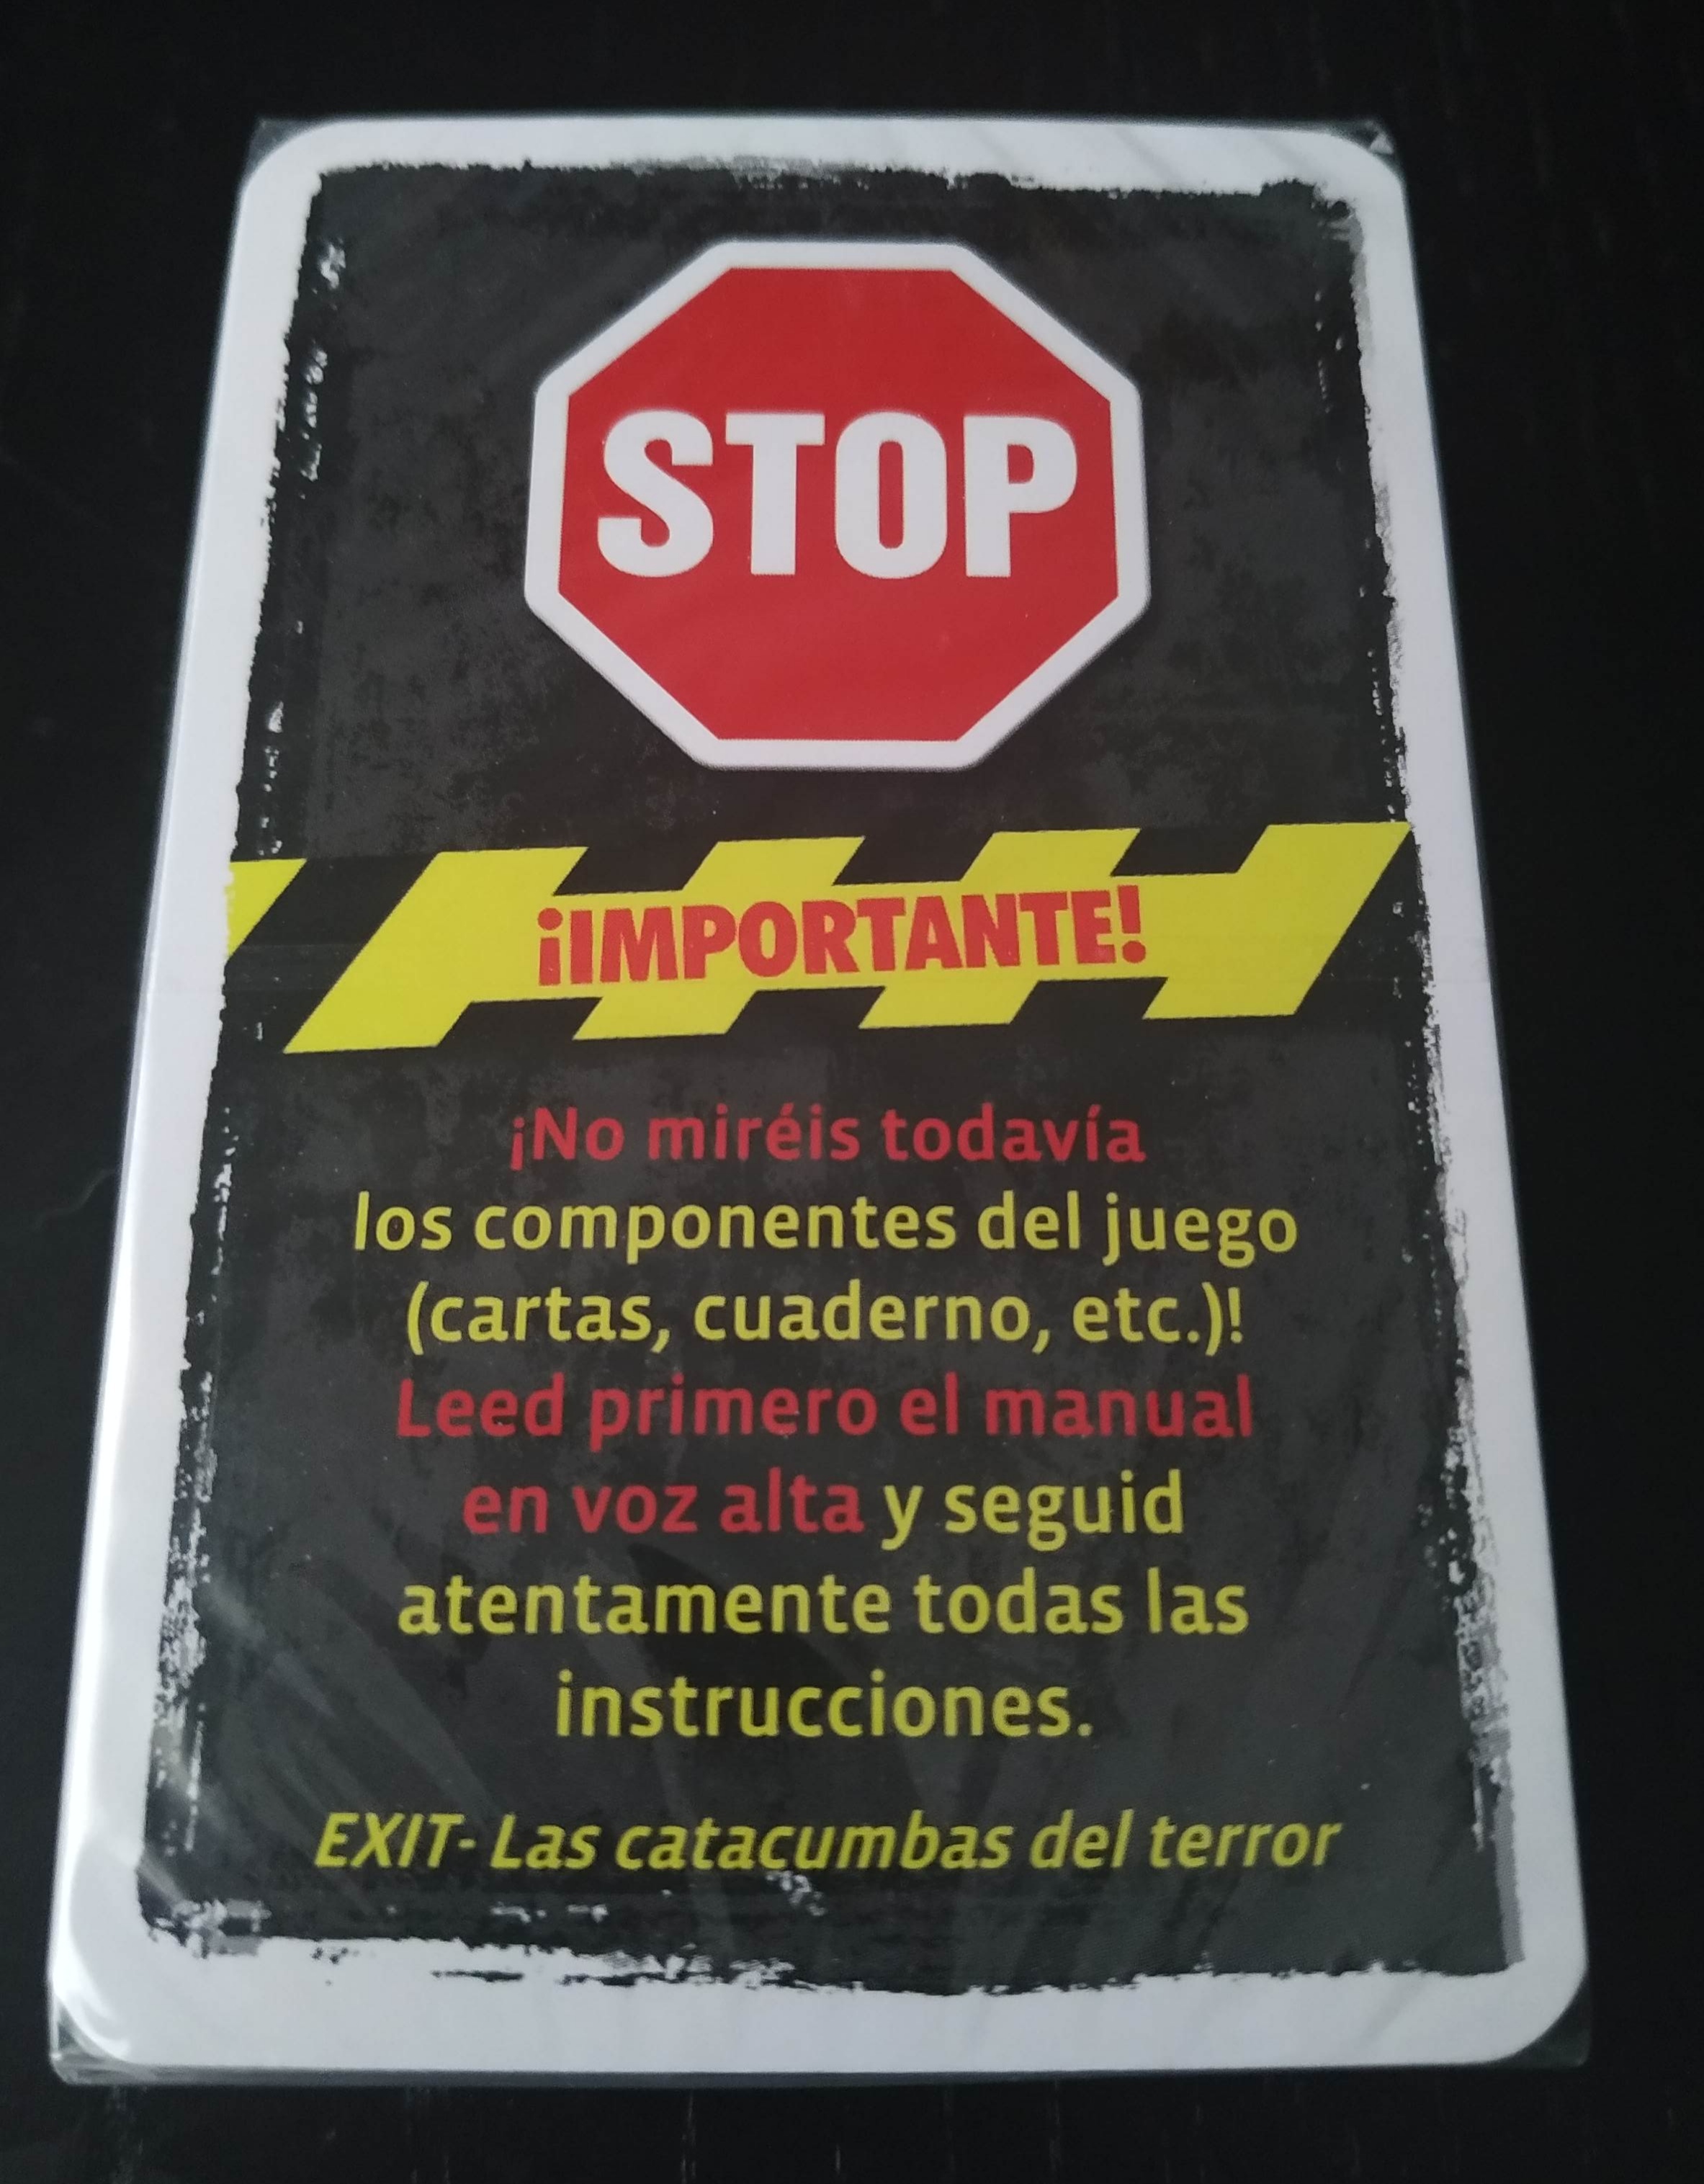 STOP
¡IMPORTANTE!
¡No miréis todavía
los componentes del juego
(cartas, cuaderno, etc.)!
Leed primero el manual
en voz alta y seguid
atentamente todas las
instrucciones.
EXIT- Las catacumbas del terror